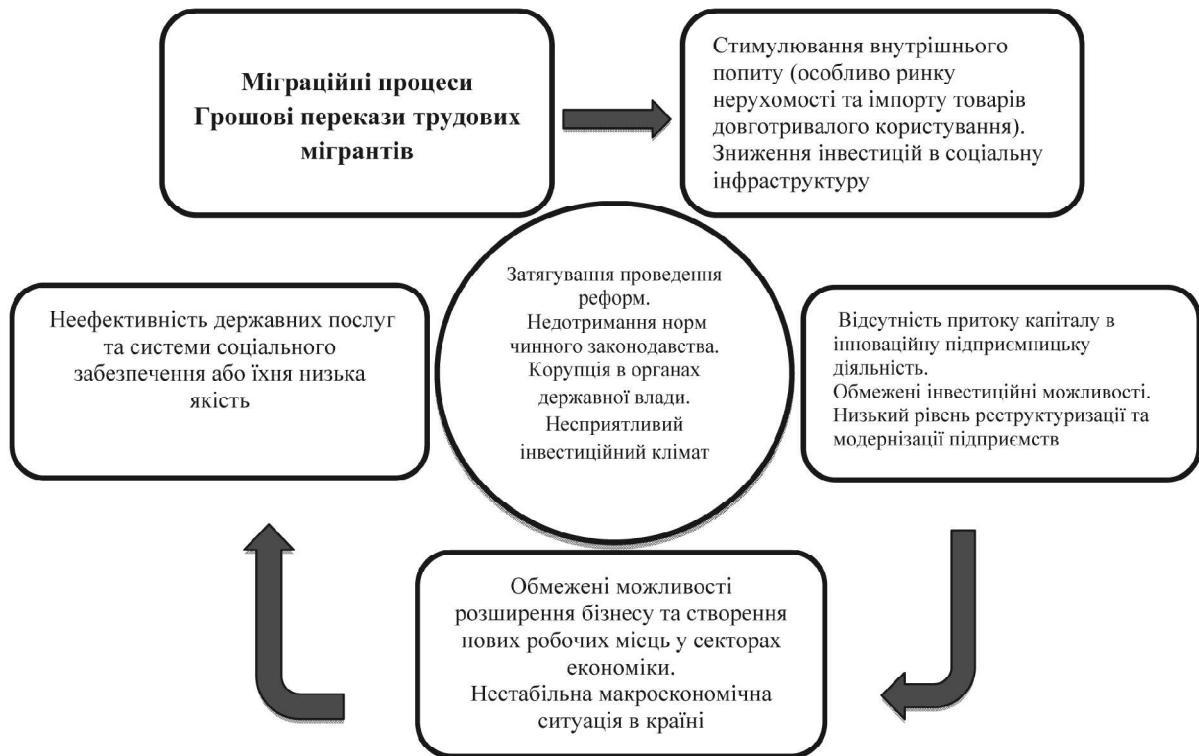 Міграційні процеси
Грошові перекази трудових
мігрантів
Стимулювання внутрішнього
попиту (особливо ринку
нерухомості та імпорту товарів
довготривалого користування).
Зниження інвестицій в соціальну
інфраструктуру
Затягування проведення
реформ.
Недотримання норм
чинного законодавства.
Корупція в органах
державної влади.
Несприятливий
інвестиційний клімат
Неефективність державних послуг
та системи соціального
забезпечення або їхня низька
якість
Відсутність притоку капіталу в
інноваційну підприємницьку
діяльність.
Обмежені інвестиційні можливості.
Низький рівень реструктуризації та
модернізації підприємств
Обмежені можливості
розширення бізнесу та створення
нових робочих місць у секторах
економіки.
Нестабільна макроекономічна
ситуація в країні